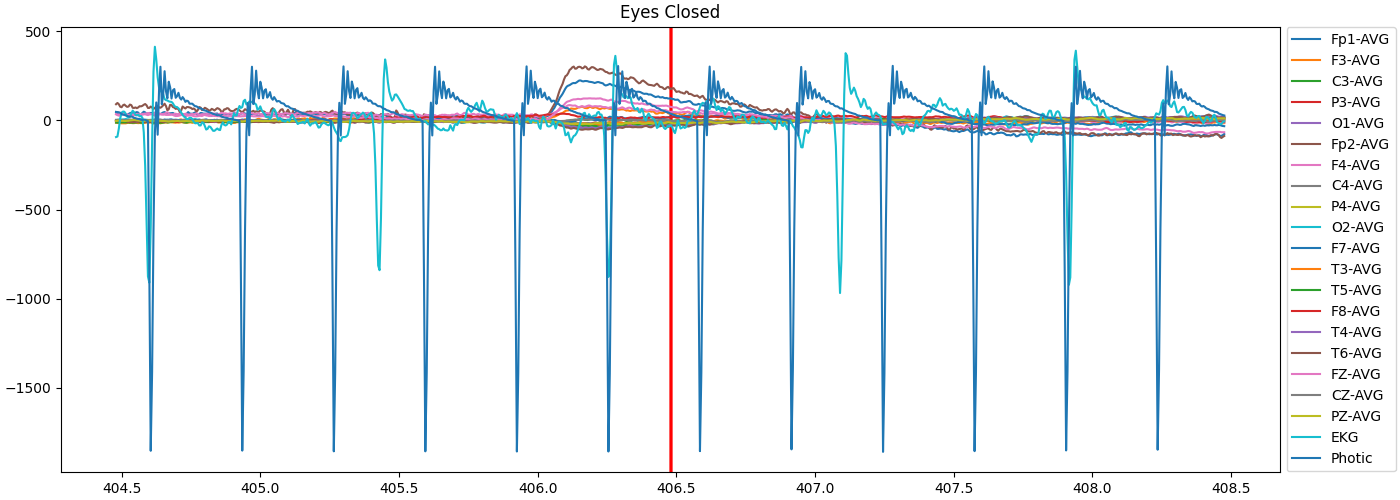 Eyes Closed
500
0
−500
−1000
−1500
404.5 405.0 405.5 406.0 406.5 407.0 407.5 408.0 408.5
Fp1-AVG
F3-AVG
C3-AVG
P3-AVG
O1-AVG
Fp2-AVG
F4-AVG
C4-AVG
P4-AVG
O2-AVG
F7-AVG
T3-AVG
T5-AVG
F8-AVG
T4-AVG
T6-AVG
FZ-AVG
CZ-AVG
PZ-AVG
EKG
Photic